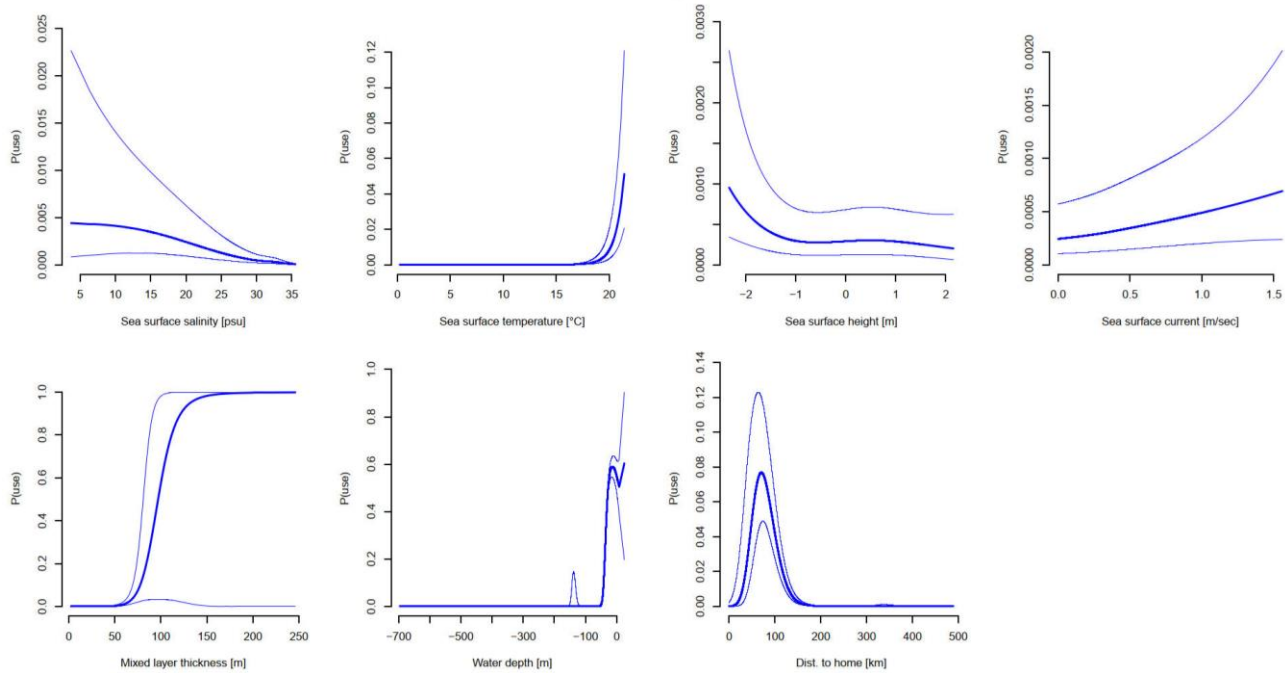 0.000 0.005 0.010 0.015 0.020 0.025
P(use)
5 10 15 20 25 30 35
Sea surface salinity [psu]
0.00 0.02 0.04 0.06 0.08 0.10 0.12
P(use)
0 5 10 15 20
Sea surface temperature [°C]
0.0000 0.0010 0.0020 0.0030
P(use)
−2 −1 0 1 2
Sea surface height [m]
0.0000 0.0005 0.0010 0.0015 0.0020
P(use)
0.0 0.5 1.0 1.5
Sea surface current [m/sec]
0.0 0.2 0.4 0.6 0.8 1.0
P(use)
0 50 100 150 200 250
Mixed layer thickness [m]
0.0 0.2 0.4 0.6 0.8 1.0
P(use)
−700 −500 −300 −100 0
Water depth [m]
0.00 0.02 0.04 0.06 0.08 0.10 0.12 0.14
P(use)
0 100 200 300 400 500
Dist. to home [km]